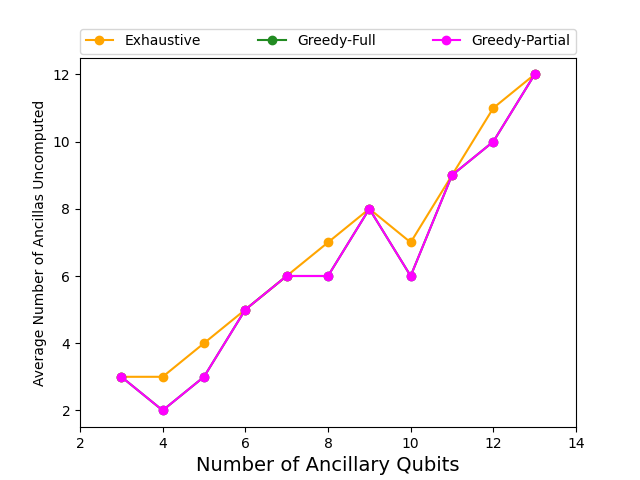 Exhaustive Greedy-Full Greedy-Partial
12
10
8
6
4
2
Average Number of Ancillas Uncomputed
2 4 6 8 10 12 14
Number of Ancillary Qubits